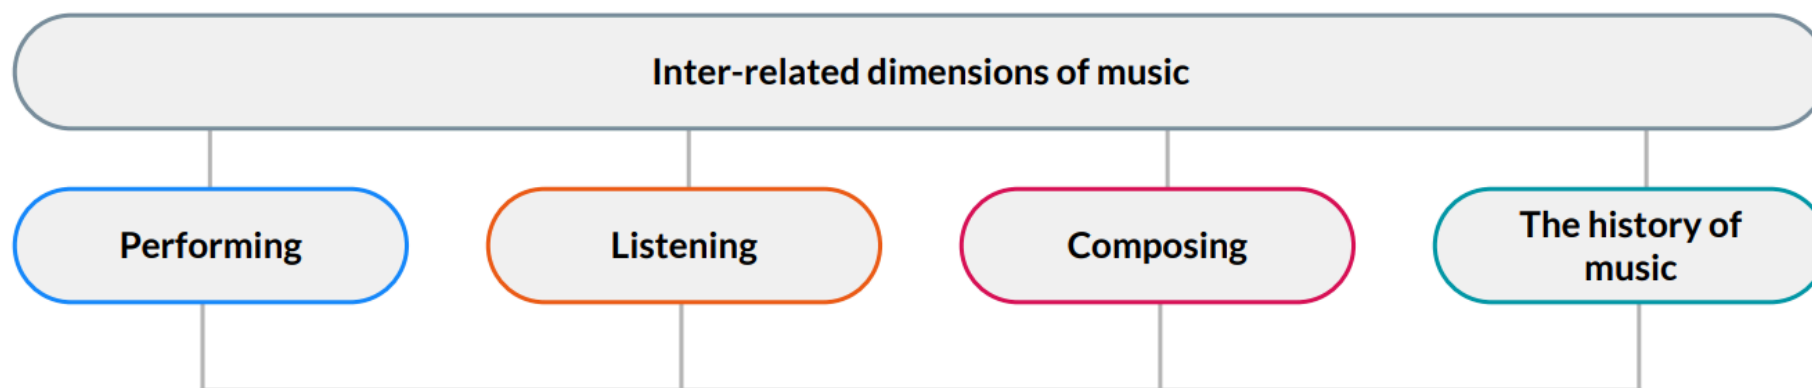 Inter-related dimensions of music
Performing
Listening
Composing
The history of
music